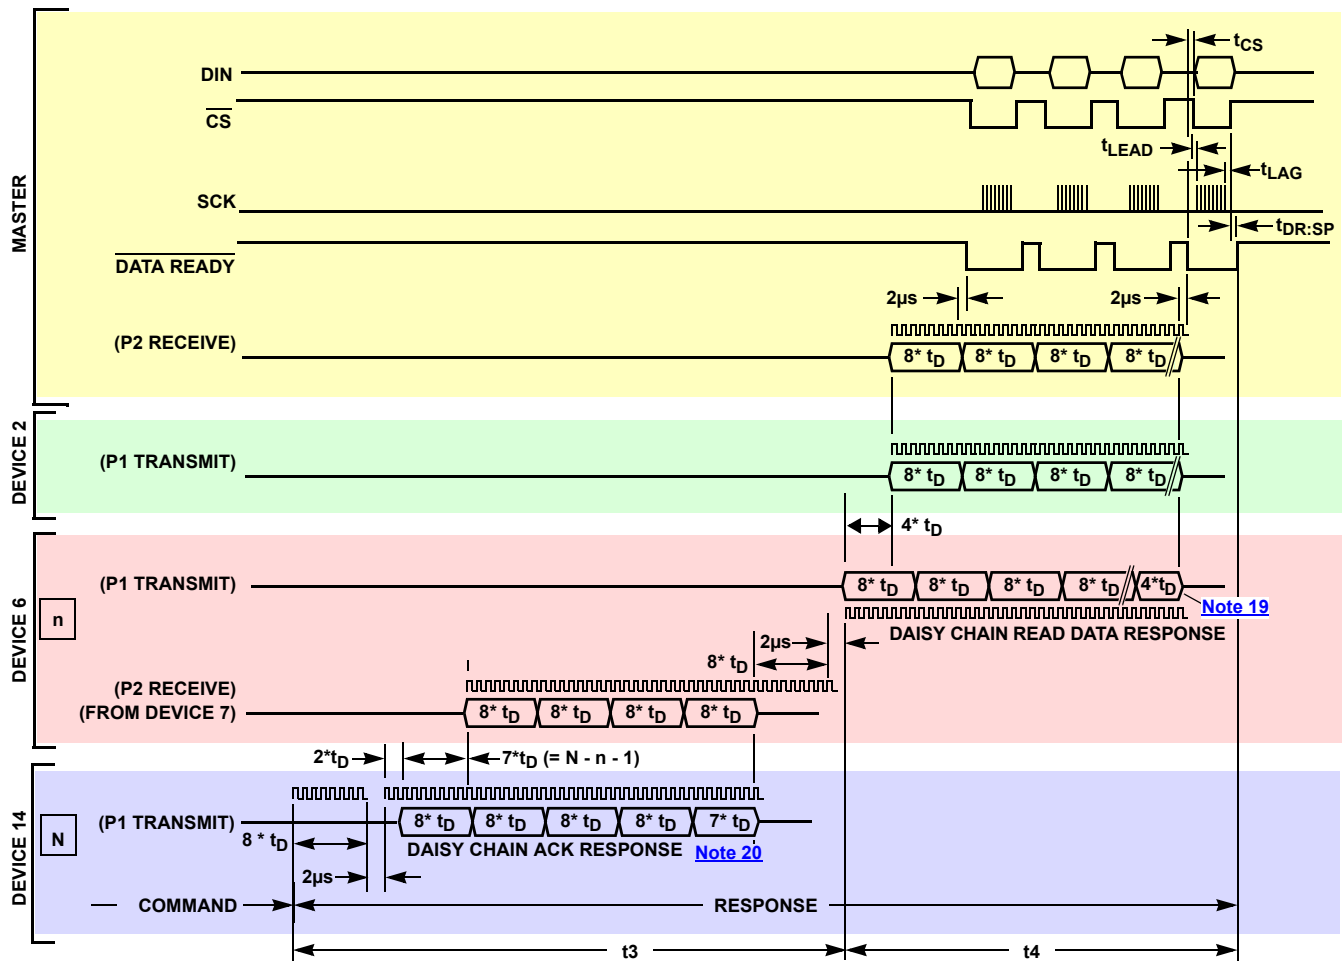 MASTER
DIN
tCS
CS
tLEAD
tLAG
SCK
tDR:SP
DATA READY
2µs
2µs
(P2 RECEIVE)
8* tD
8* tD
8* tD
8* tD
DEVICE 2
(P1 TRANSMIT)
8* tD
8* tD
8* tD
8* tD
4* tD
DEVICE 6
n
(P1 TRANSMIT)
8* tD
8* tD
8* tD
8* tD
4*tD
Note 19
DAISY CHAIN READ DATA RESPONSE
2µs
8* tD
(P2 RECEIVE)
(FROM DEVICE 7)
8* tD
8* tD
8* tD
8* tD
2*tD
7*tD (= N - n - 1)
DEVICE 14
N
(P1 TRANSMIT)
8* tD
8* tD
8* tD
8* tD
7* tD
8 * tD
DAISY CHAIN ACK RESPONSE
Note 20
2µs
COMMAND
RESPONSE
t3
t4